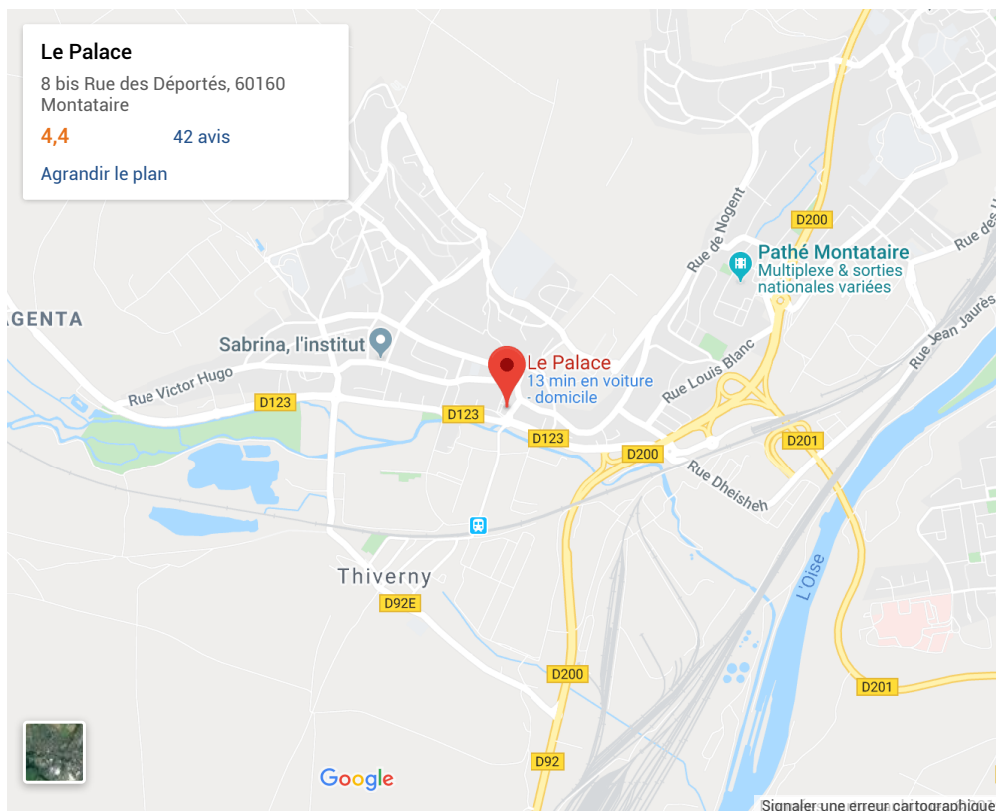 Le Palace
8 bis Rue des Déportés, 60160
Montataire
4,4 42 avis
Agrandir le plan
D200
Rue de Nogent
Rue des
Pathé Montataire
Multiplexe & sorties
nationales variées
AGENTA
Sabrina, l'institut
Rue Jean Jaurès
Le Palace
13 min en voiture
- domicile
Rue Louis Blanc
Rue Victor Hugo
D123
D123
D123
D200
D201
Rue Dheisheh
L'Oise
Thiverny
D92E
D200
D201
D92
Google
Signaler une erreur cartographique